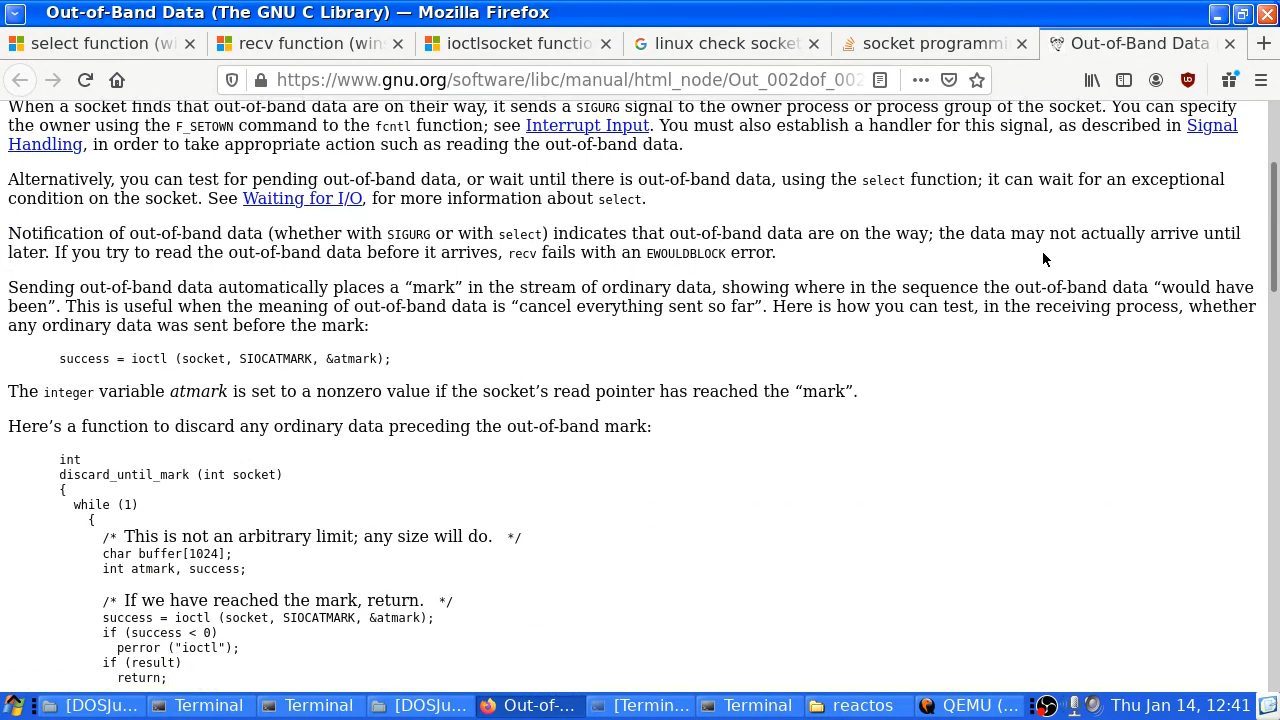 Out-of-Band Data (The GNU C Library) — Mozilla Firefox
select function (wi
recv function (wins
ioctlsocket functio
linux check socket
socket programmi
Out-of-Band Data (
https://www.gnu.org/software/libc/manual/html_node/Out_002dof_002
When a socket finds that out-of-band data are on their way, it sends a SIGURG signal to the owner process or process group of the socket. You can specify
the owner using the F_SETOWN command to the fcntl function; see Interrupt Input. You must also establish a handler for this signal, as described in Signal
Handling, in order to take appropriate action such as reading the out-of-band data.
Alternatively, you can test for pending out-of-band data, or wait until there is out-of-band data, using the select function; it can wait for an exceptional
condition on the socket. See Waiting for I/O, for more information about select.
Notification of out-of-band data (whether with SIGURG or with select) indicates that out-of-band data are on the way; the data may not actually arrive until
later. If you try to read the out-of-band data before it arrives, recv fails with an EWOULDBLOCK error.
Sending out-of-band data automatically places a “mark” in the stream of ordinary data, showing where in the sequence the out-of-band data “would have
been”. This is useful when the meaning of out-of-band data is “cancel everything sent so far”. Here is how you can test, in the receiving process, whether
any ordinary data was sent before the mark:
success = ioctl (socket, SIOCATMARK, &atmark);
The integer variable atmark is set to a nonzero value if the socket’s read pointer has reached the “mark”.
Here’s a function to discard any ordinary data preceding the out-of-band mark:
int
discard_until_mark (int socket)
{
while (1)
{
/* This is not an arbitrary limit; any size will do. */
char buffer[1024];
int atmark, success;
/* If we have reached the mark, return. */
success = ioctl (socket, SIOCATMARK, &atmark);
if (success < 0)
perror ("ioctl");
if (result)
return;
[DOSJu...
Terminal
Terminal
[DOSJu...
Out-of-...
[Termin...
Terminal
reactos
QEMU (...
Thu Jan 14, 12:41